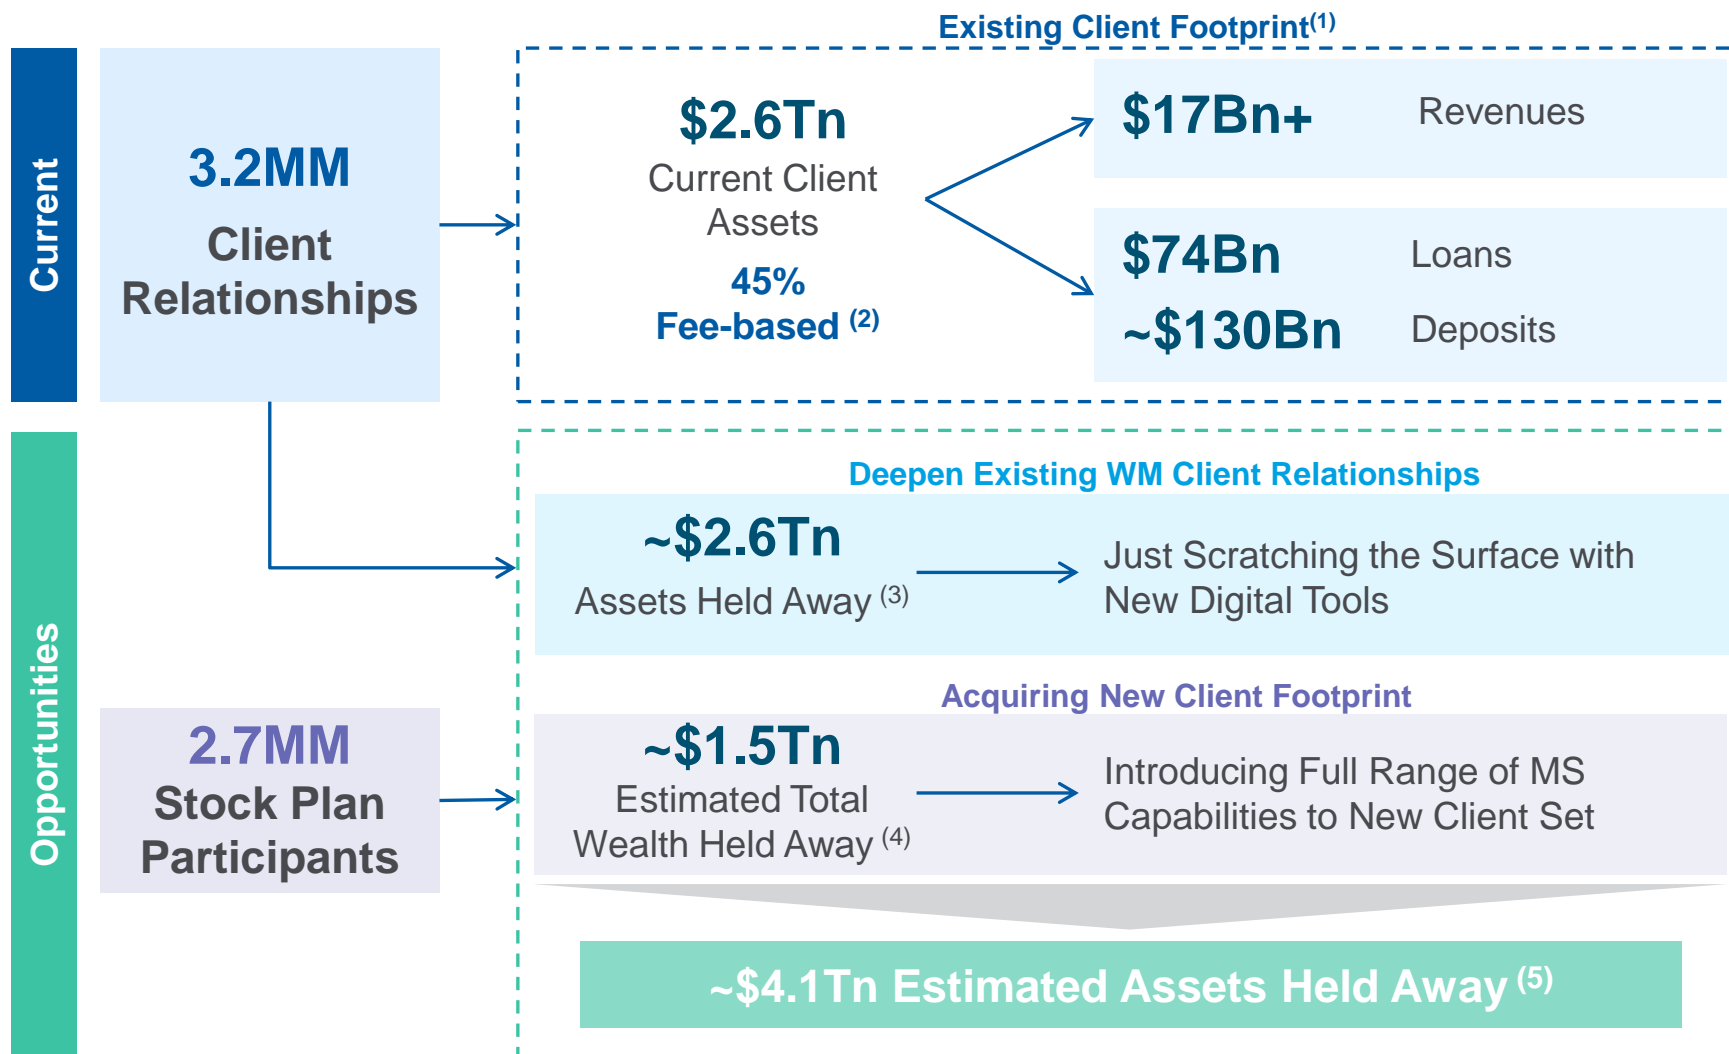 Existing Client Footprint(1)
Current
3.2MM
Client
Relationships
$2.6Tn
Current Client
Assets
45%
Fee-based (2)
$17Bn+ Revenues
$74Bn Loans
~$130Bn Deposits
Opportunities
Deepen Existing WM Client Relationships
~$2.6Tn
Assets Held Away (3)
Just Scratching the Surface with
New Digital Tools
Acquiring New Client Footprint
2.7MM
Stock Plan
Participants
~$1.5Tn
Estimated Total
Wealth Held Away (4)
Introducing Full Range of MS
Capabilities to New Client Set
~$4.1Tn Estimated Assets Held Away (5)